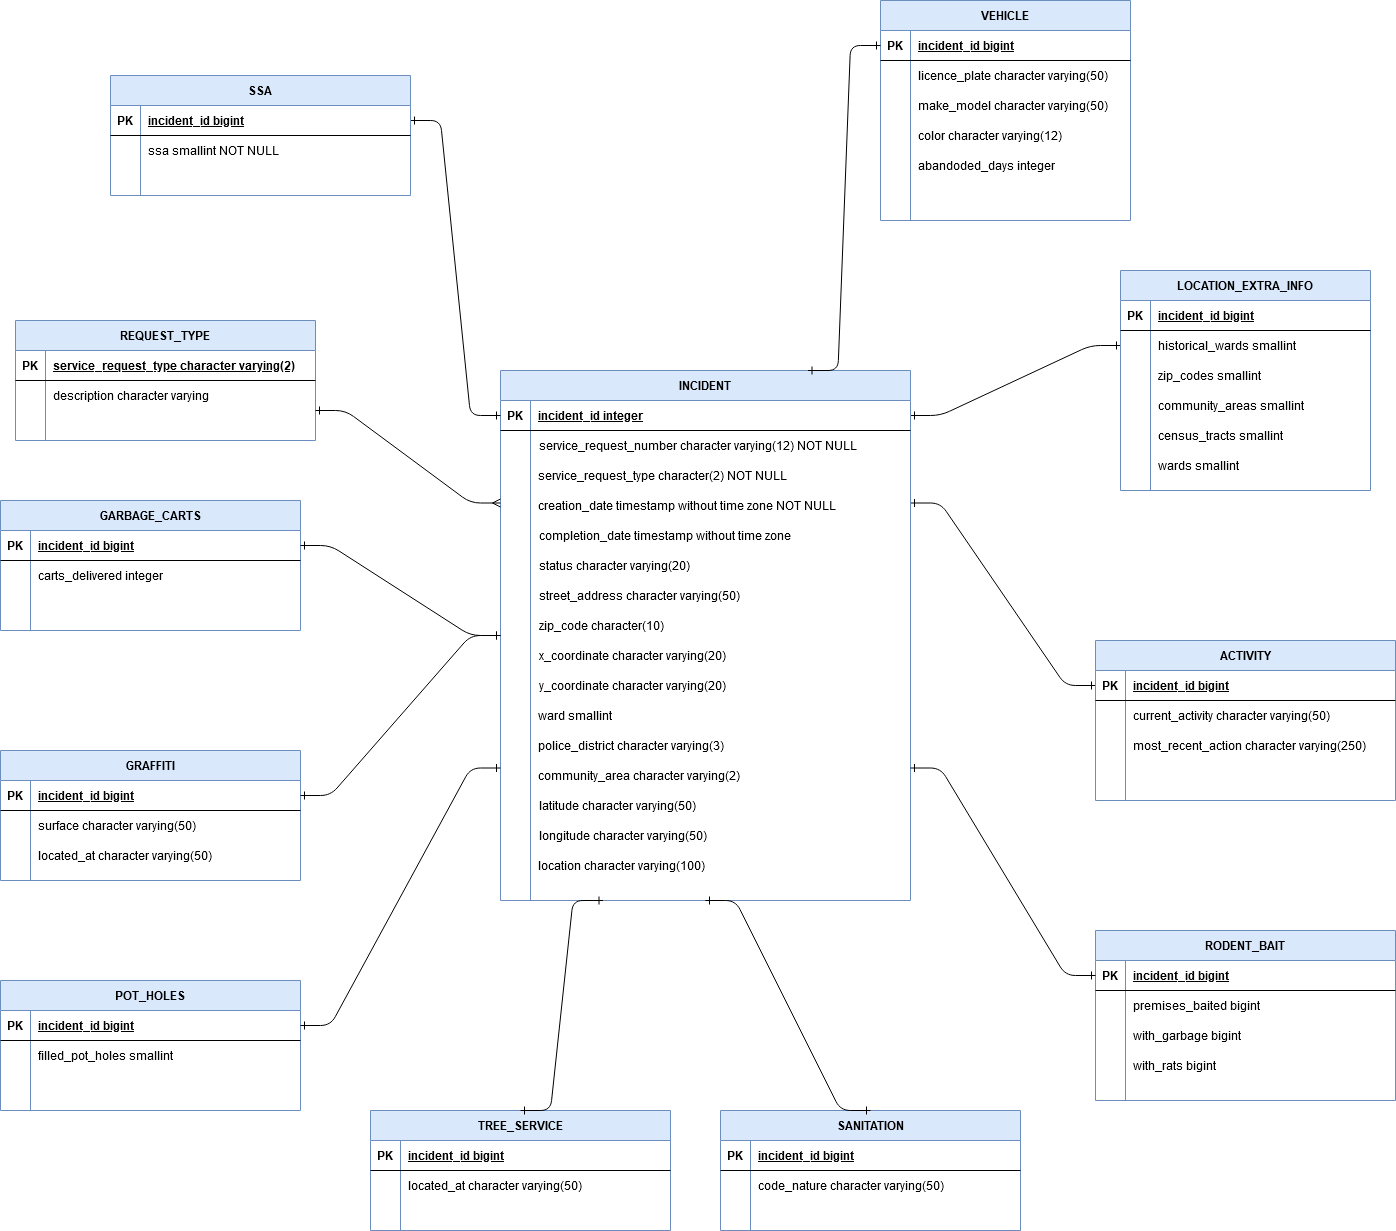 VEHICLE
PK incident_id bigint
licence_plate character varying(50)
make_model character varying(50)
color character varying(12)
abandoded_days integer
SSA
PK incident_id bigint
ssa smallint NOT NULL
LOCATION_EXTRA_INFO
PK incident_id bigint
historical_wards smallint
zip_codes smallint
community_areas smallint
census_tracts smallint
wards smallint
REQUEST_TYPE
PK service_request_type character varying(2)
description character varying
INCIDENT
PK incident_id integer
service_request_number character varying(12) NOT NULL
service_request_type character(2) NOT NULL
creation_date timestamp without time zone NOT NULL
completion_date timestamp without time zone
status character varying(20)
street_address character varying(50)
zip_code character(10)
x_coordinate character varying(20)
y_coordinate character varying(20)
ward smallint
police_district character varying(3)
community_area character varying(2)
latitude character varying(50)
longitude character varying(50)
location character varying(100)
GARBAGE_CARTS
PK incident_id bigint
carts_delivered integer
ACTIVITY
PK incident_id bigint
current_activity character varying(50)
most_recent_action character varying(250)
GRAFFITI
PK incident_id bigint
surface character varying(50)
located_at character varying(50)
RODENT_BAIT
PK incident_id bigint
premises_baited bigint
with_garbage bigint
with_rats bigint
POT_HOLES
PK incident_id bigint
filled_pot_holes smallint
TREE_SERVICE
PK incident_id bigint
located_at character varying(50)
SANITATION
PK incident_id bigint
code_nature character varying(50)